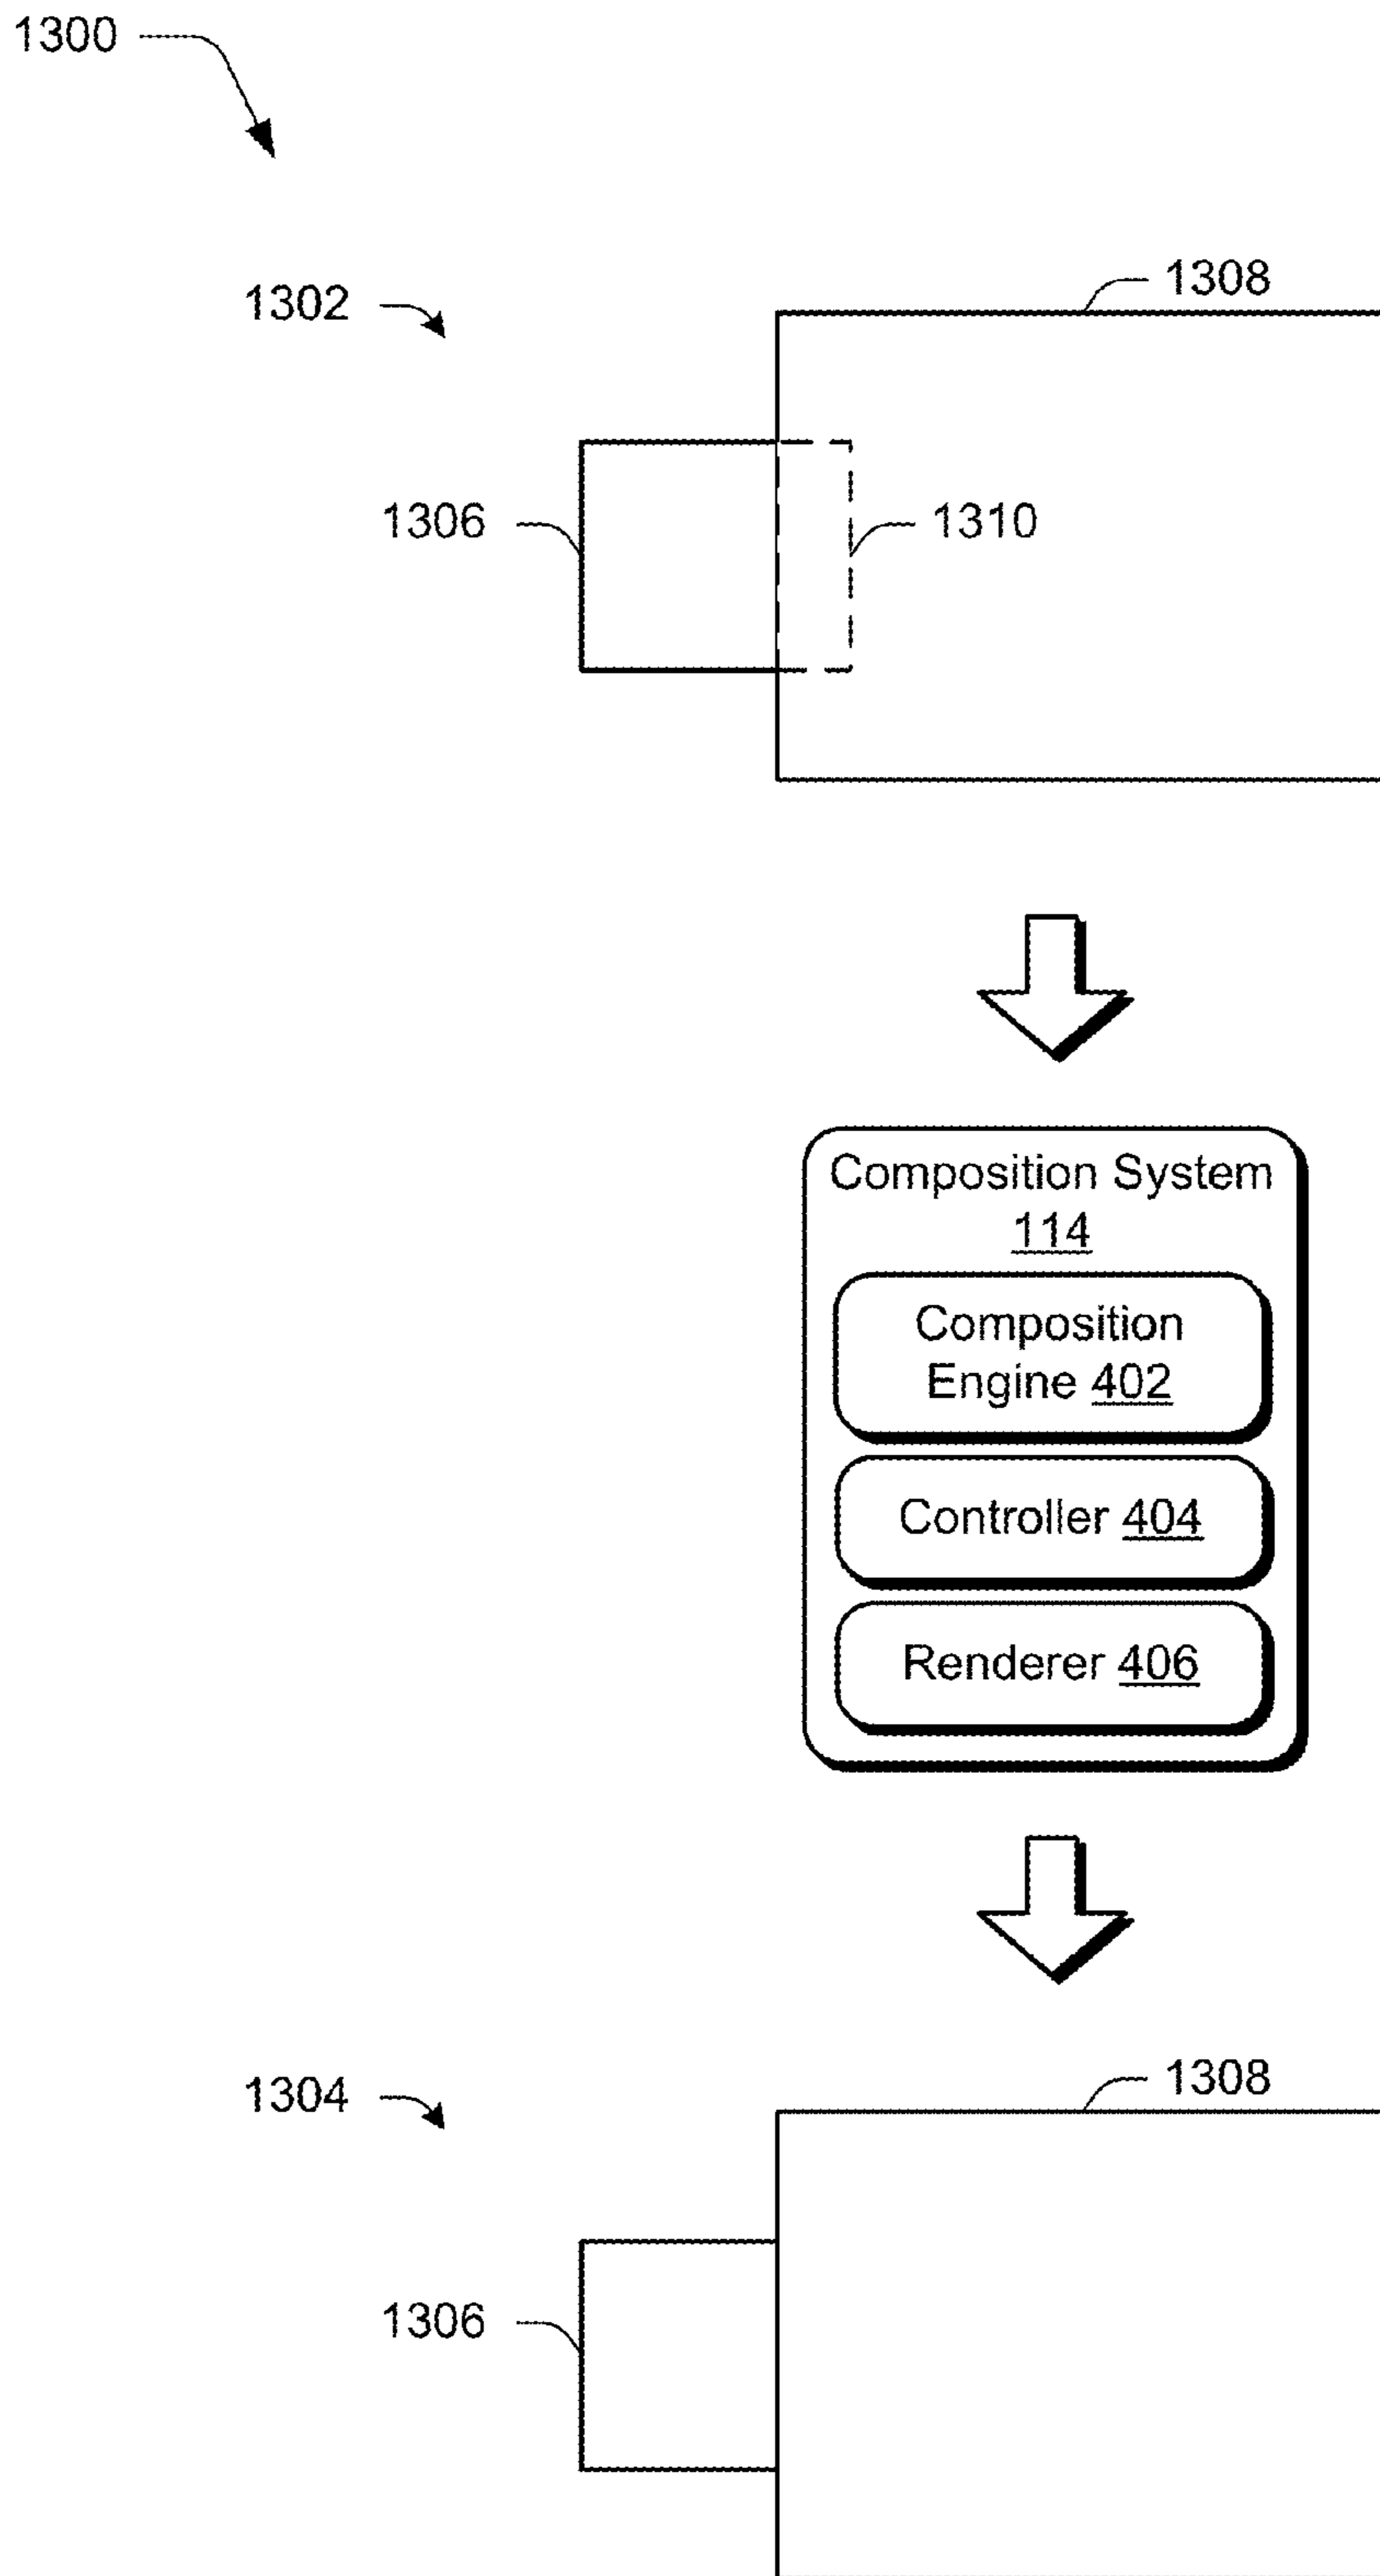 1300
1302
1308
1306
1310
Composition System
114
Composition
Engine 402
Controller 404
Renderer 406
1304
1308
1306